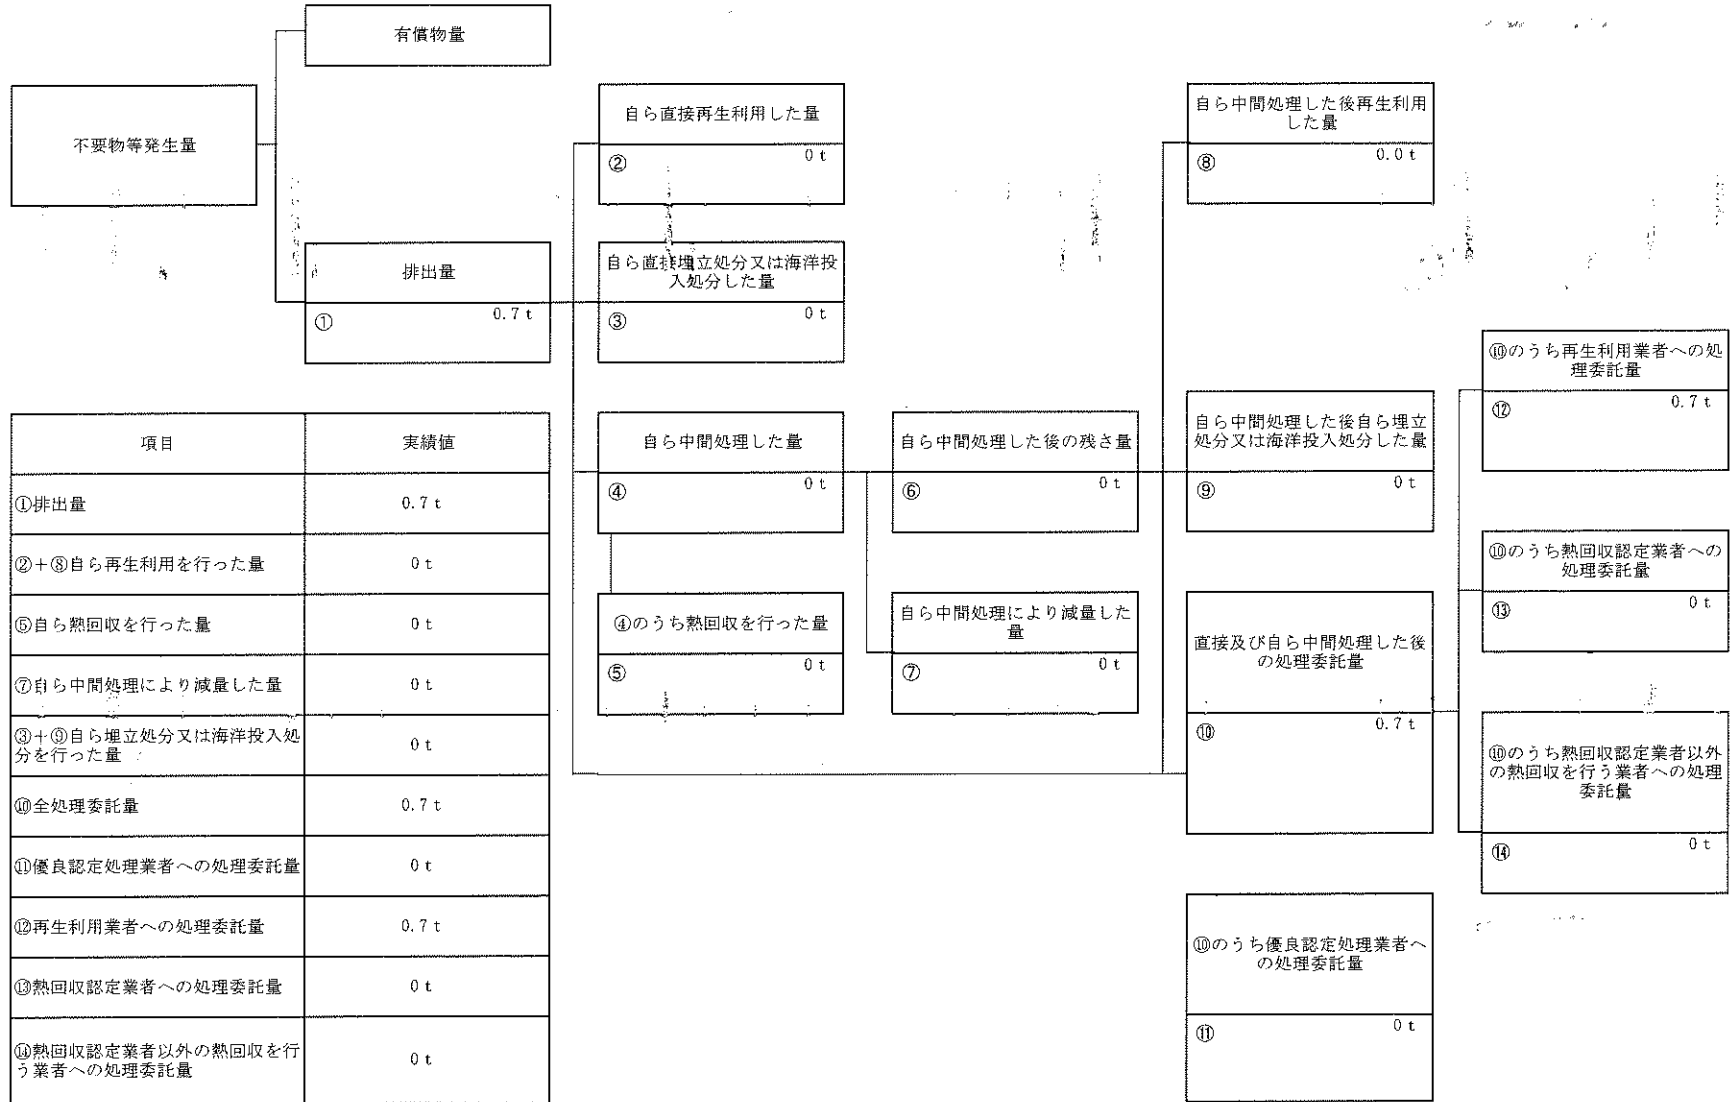 有償物量
不要物等発生量
排出量
① 0.7 t
自ら直接再生利用した量
② 0 t
自ら直接埋立処分又は海洋投
入処分した量
③ 0 t
自ら中間処理した量
④ 0 t
④のうち熱回収を行った量
⑤ 0 t
自ら中間処理した後の残さ量
⑥ 0 t
自ら中間処理により減量した
量
⑦ 0 t
自ら中間処理した後再生利用
した量
⑧ 0.0 t
自ら中間処理した後自ら埋立
処分又は海洋投入処分した量
⑨ 0 t
直接及び自ら中間処理した後
の処理委託量
⑩ 0.7 t
⑩のうち優良認定処理業者へ
の処理委託量
⑪ 0 t
⑩のうち再生利用業者への処
理委託量
⑫ 0.7 t
⑩のうち熱回収認定業者への
処理委託量
⑬ 0 t
⑩のうち熱回収認定業者以外
の熱回収を行う業者への処理
委託量
⑭ 0 t
項目 実績値
①排出量 0.7 t
②+⑧自ら再生利用を行った量 0 t
⑤自ら熱回収を行った量 0 t
⑦自ら中間処理により減量した量 0 t
③+⑨自ら埋立処分又は海洋投入処
分を行った量 0 t
⑩全処理委託量 0.7 t
⑪優良認定処理業者への処理委託量 0 t
⑫再生利用業者への処理委託量 0.7 t
⑬熱回収認定業者への処理委託量 0 t
⑭熱回収認定業者以外の熱回収を行
う業者への処理委託量 0 t